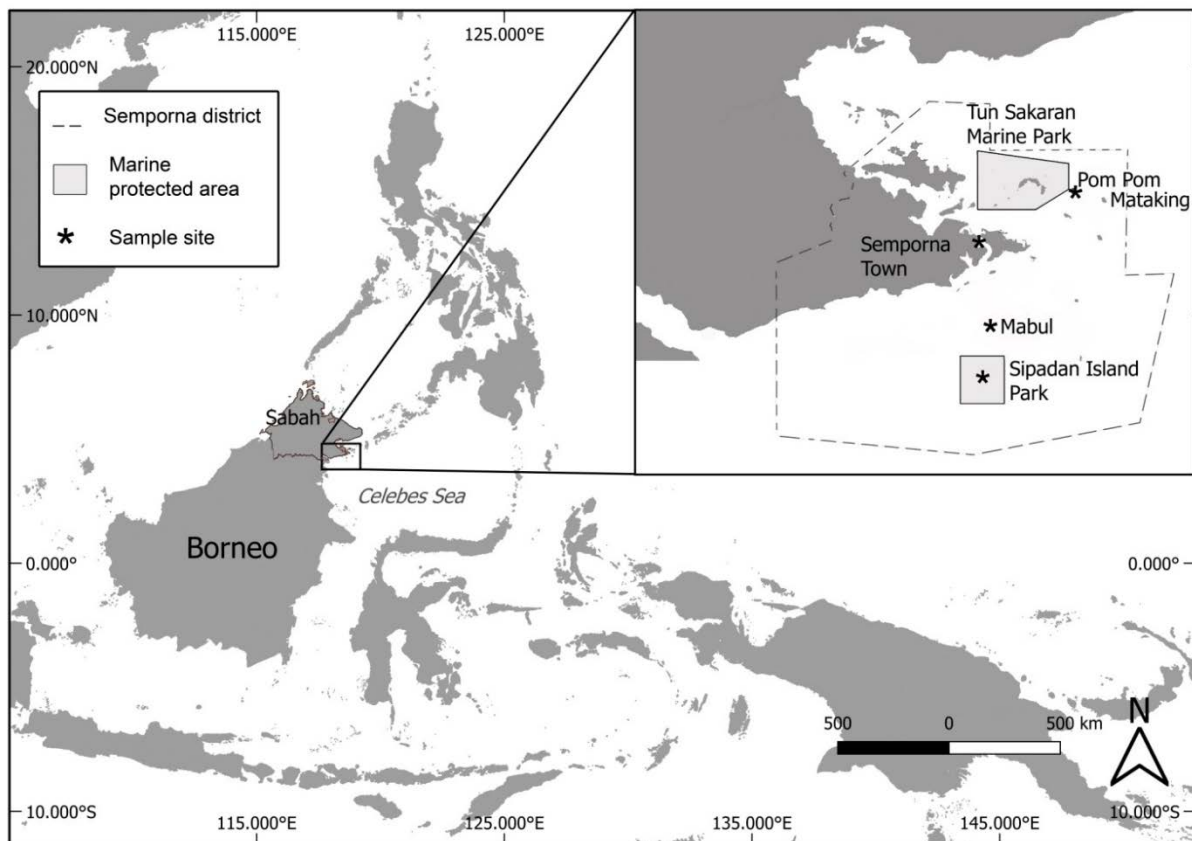 115.000°E
125.000°E
20.000°N
Semporna district
Marine
protected area
Sample site
Tun Sakaran
Marine Park
Pom Pom
Mataking
Semporna
Town
Mabul
Sipadan Island
Park
10.000°N
Sabah
Celebes Sea
Borneo
0.000°
0.000°
500
0
500 km
N
10.000°S
10.000°S
115.000°E
125.000°E
135.000°E
145.000°E